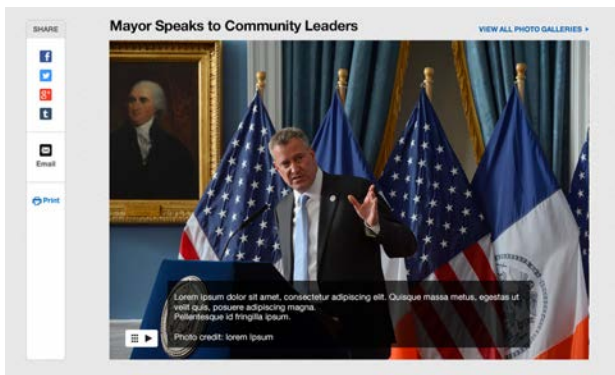 SHARE
Mayor Speaks to Community Leaders
VIEW ALL PHOTO GALLERIES
Email
Print
Lorem ipsum dolor sit amet, consectetur adipiscing elit. Quisque massa metus, egestas ut
velit quis, posuere adipiscing magna.
Pellentesque id fringilla ipsum.
Photo credit: lorem ipsum